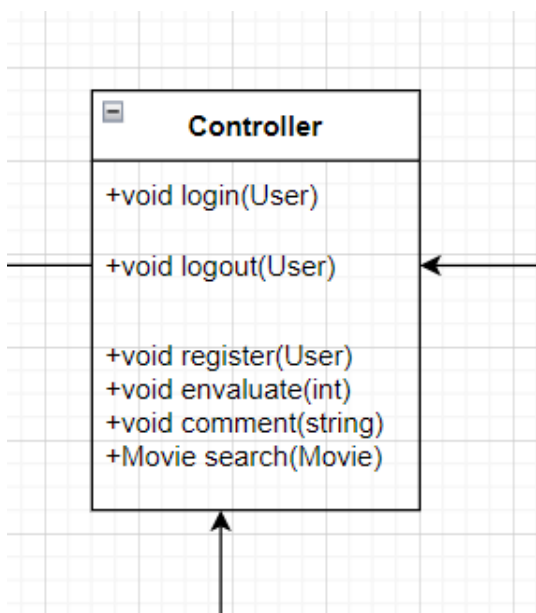 Controller
+void login(User)
+void logout(User)
+void register(User)
+void envaluate(int)
+void comment(string)
+Movie search(Movie)